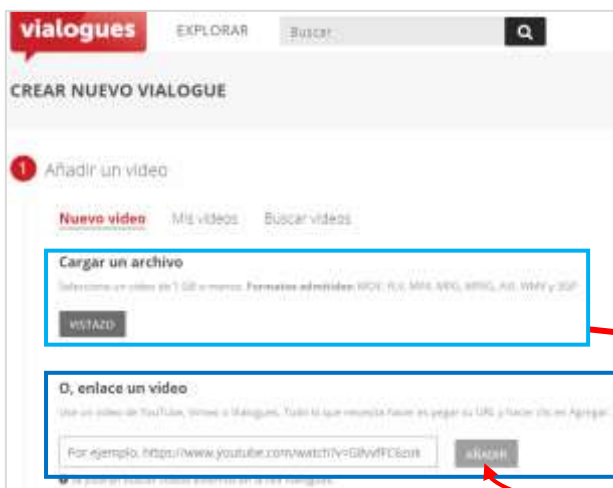 vialogues EXPLORAR Buscar
CREAR NUEVO VIALOGUE
1 Añadir un video
Nuevo video Mis videos Buscar videos
Cargar un archivo
Seleccione un video de 1 GB o menos. Formatos admitidos: MOV, FLV, MP4, MPG, MPEG, AVI, WMV y 3GP
VISTAZO
O, enlace un video
Use un video de YouTube, Vimeo o Vialogues. Todo lo que necesita hacer es pegar su URL y hacer clic en Agregar.
Por ejemplo, https://www.youtube.com/watch?v=
AÑADIR